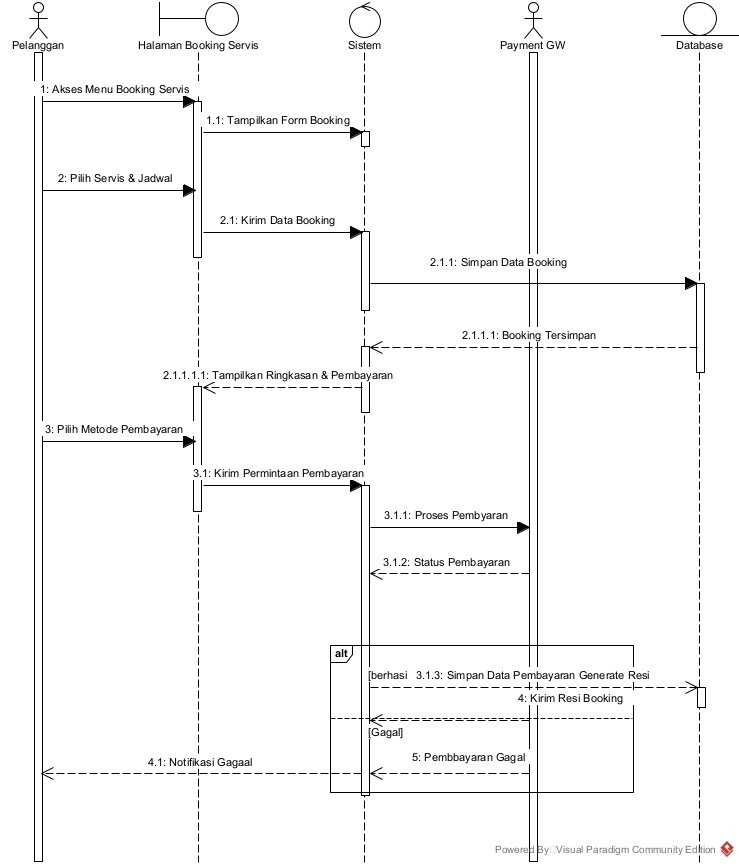 Pelanggan
Halaman Booking Servis
Sistem
Payment GW
Database
1: Akses Menu Booking Servis
1.1: Tampilkan Form Booking
2: Pilih Servis & Jadwal
2.1: Kirim Data Booking
2.1.1: Simpan Data Booking
2.1.1.1: Booking Tersimpan
2.1.1.1.1: Tampilkan Ringkasan & Pembayaran
3: Pilih Metode Pembayaran
3.1: Kirim Permintaan Pembayaran
3.1.1: Proses Pembyaran
3.1.2: Status Pembayaran
alt
[berhasi
3.1.3: Simpan Data Pembayaran Generate Resi
4: Kirim Resi Booking
[Gagal]
5: Pembbayaran Gagal
4.1: Notifikasi Gagaal
Powered By Visual Paradigm Community Edition